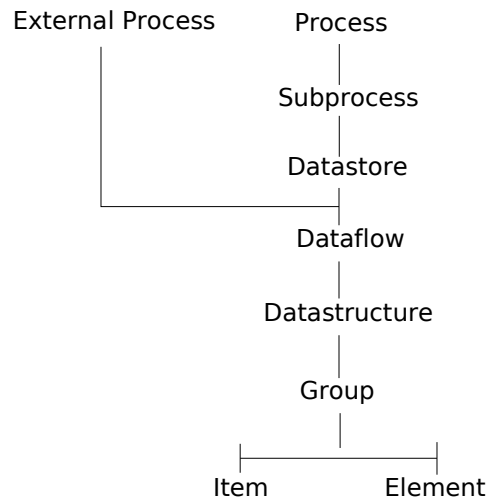 External Process
Process
Subprocess
Datastore
Dataflow
Datastructure
Group
Item
Element